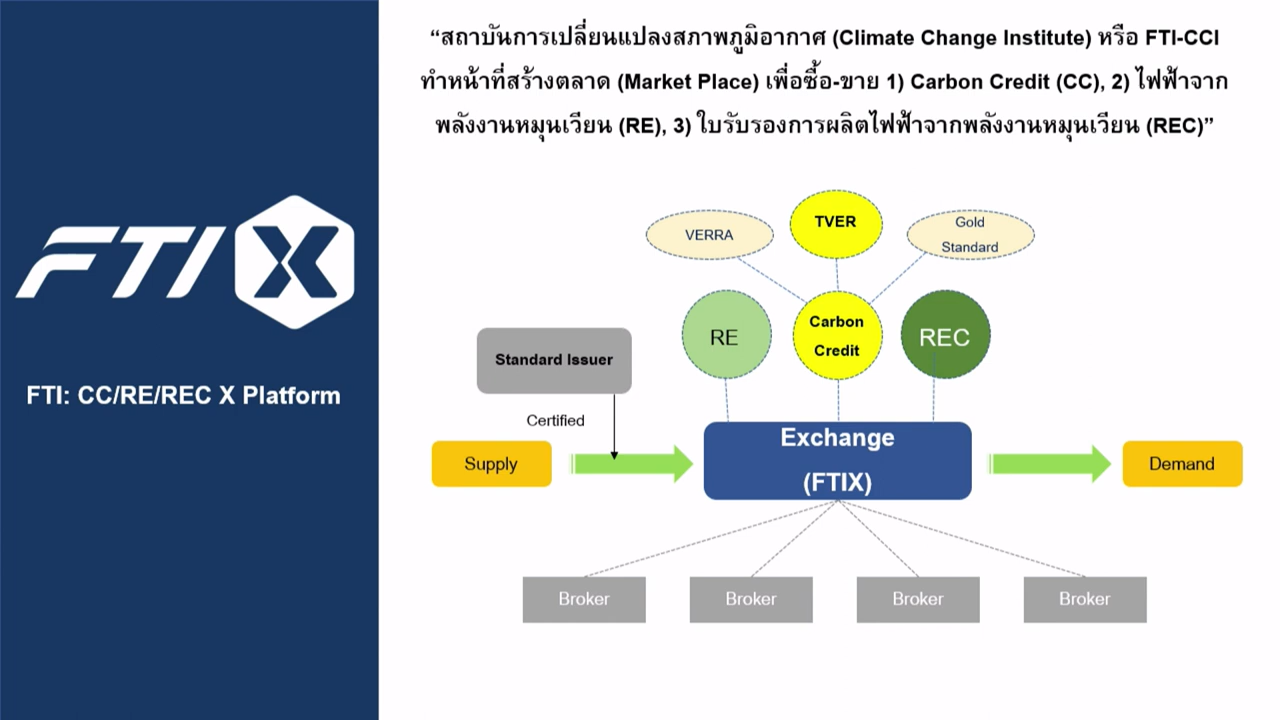 “สถาบันการเปลี่ยนแปลงสภาพภูมิอากาศ (Climate Change Institute) หรือ FTI-CCI
ทำหน้าที่สร้างตลาด (Market Place) เพื่อซื้อ-ขาย 1) Carbon Credit (CC), 2) ไฟฟ้าจาก
พลังงานหมุนเวียน (RE), 3) ใบรับรองการผลิตไฟฟ้าจากพลังงานหมุนเวียน (REC)”
FTI X
FTI: CC/RE/REC X Platform
VERRA
TVER
Gold
Standard
RE
Carbon
Credit
REC
Standard Issuer
Certified
Supply
Exchange
(FTIX)
Demand
Broker
Broker
Broker
Broker